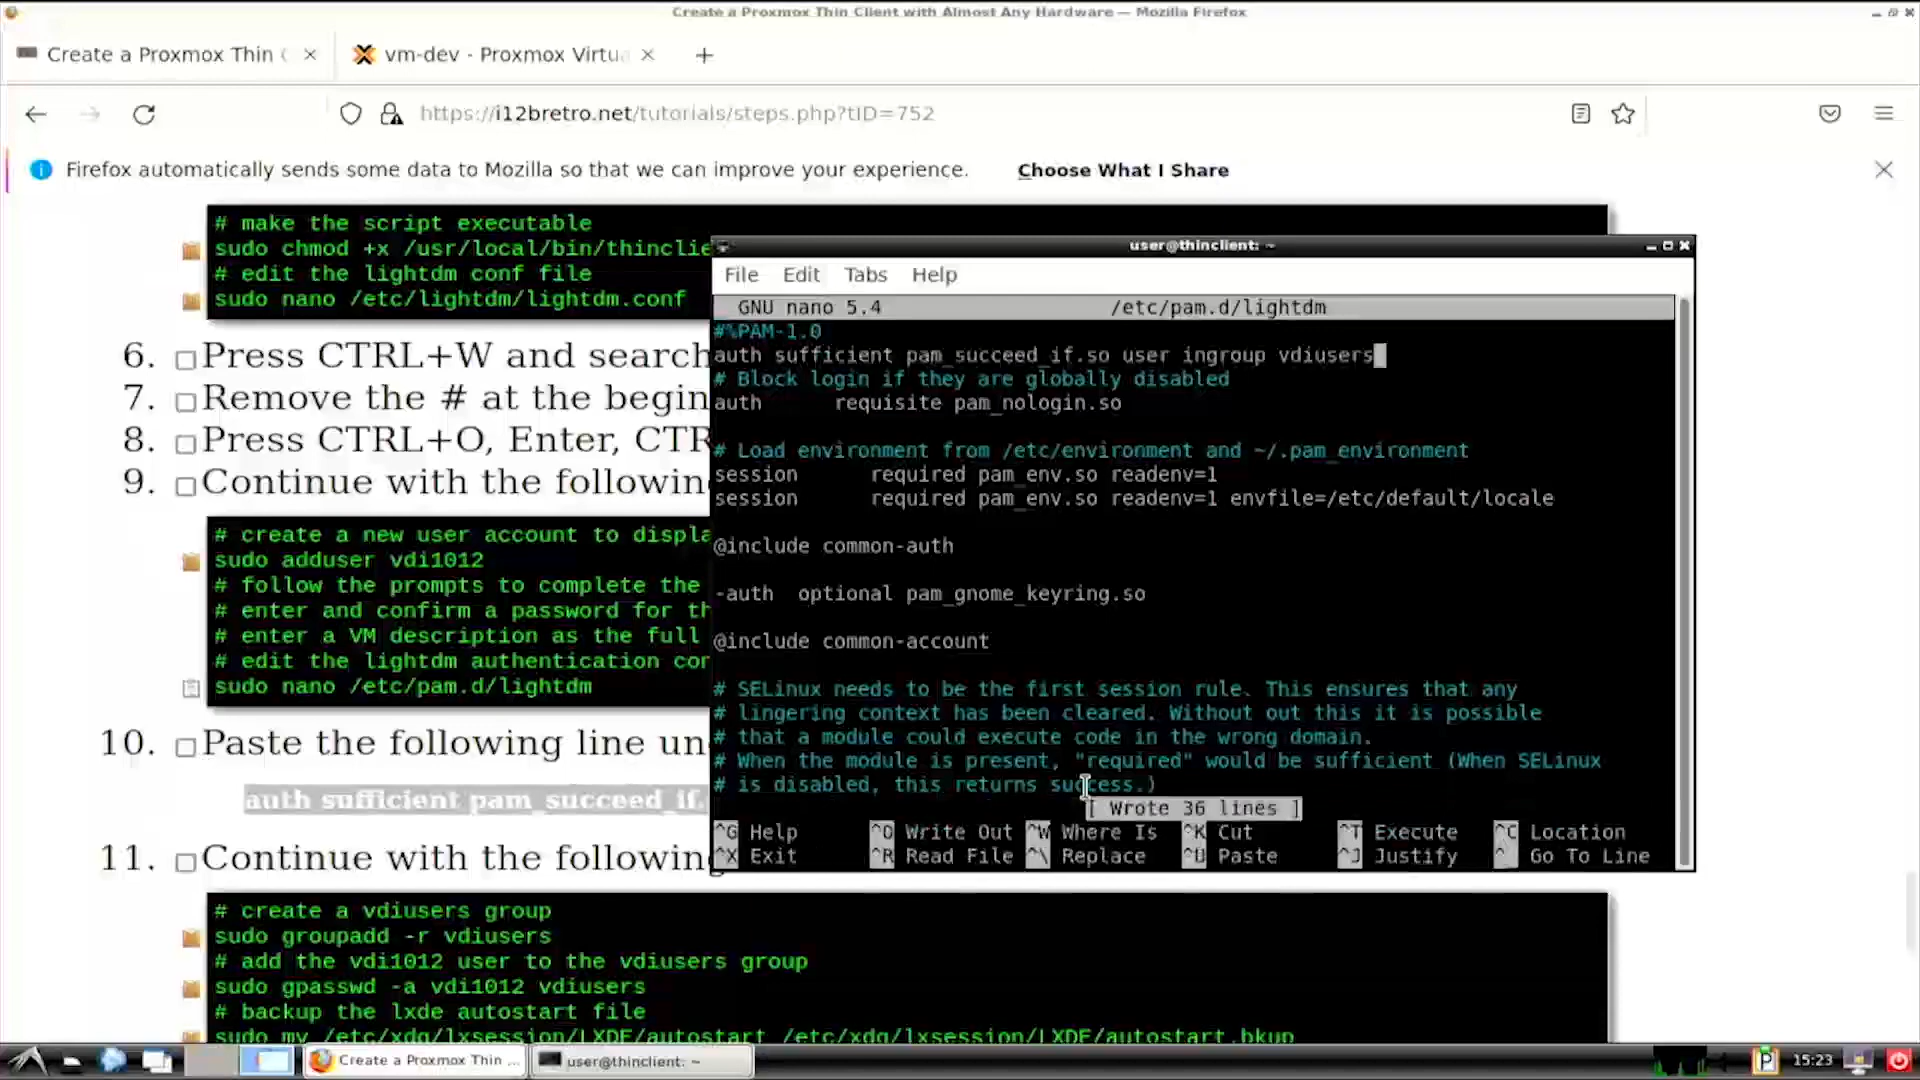 Create a Proxmox Thin Client with Almost Any Hardware — Mozilla Firefox
Create a Proxmox Thin
vm-dev - Proxmox Virtua
https://i12bretro.net/tutorials/steps.php?tID=752
Firefox automatically sends some data to Mozilla so that we can improve your experience.
Choose What I Share
# make the script executable
sudo chmod +x /usr/local/bin/thinclie
# edit the lightdm conf file
sudo nano /etc/lightdm/lightdm.conf
6. Press CTRL+W and search
7. Remove the # at the begin
8. Press CTRL+O, Enter, CTR
9. Continue with the following
# create a new user account to displa
sudo adduser vdi1012
# follow the prompts to complete the
# enter and confirm a password for th
# enter a VM description as the full
# edit the lightdm authentication con
sudo nano /etc/pam.d/lightdm
10. Paste the following line un
auth sufficient pam_succeed_if.
11. Continue with the following
# create a vdiusers group
sudo groupadd -r vdiusers
# add the vdi1012 user to the vdiusers group
sudo gpasswd -a vdi1012 vdiusers
# backup the lxde autostart file
sudo mv /etc/xdg/lxsession/LXDE/autostart /etc/xdg/lxsession/LXDE/autostart.bkup
user@thinclient: ~
File Edit Tabs Help
GNU nano 5.4 /etc/pam.d/lightdm
#%PAM-1.0
auth sufficient pam_succeed_if.so user ingroup vdiusers
# Block login if they are globally disabled
auth requisite pam_nologin.so
# Load environment from /etc/environment and ~/.pam_environment
session required pam_env.so readenv=1
session required pam_env.so readenv=1 envfile=/etc/default/locale
@include common-auth
-auth optional pam_gnome_keyring.so
@include common-account
# SELinux needs to be the first session rule. This ensures that any
# lingering context has been cleared. Without out this it is possible
# that a module could execute code in the wrong domain.
# When the module is present, "required" would be sufficient (When SELinux
# is disabled, this returns success.)
[ Wrote 36 lines ]
^G Help ^O Write Out ^W Where Is ^K Cut ^T Execute ^C Location
^X Exit ^R Read File ^\ Replace ^U Paste ^J Justify ^_ Go To Line
Create a Proxmox Thin ...
user@thinclient: ~
15:23